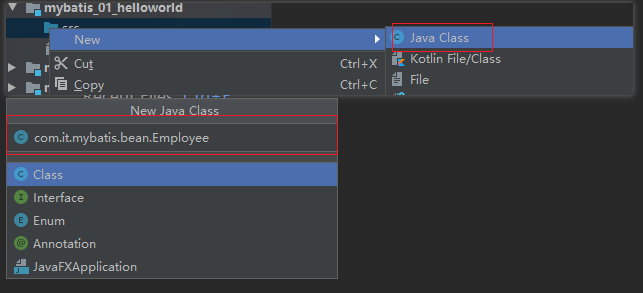 mybatis_01_helloworld
src
New
Java Class
Cut Ctrl+X
Kotlin File/Class
Copy Ctrl+C
File
New Java Class
com.it.mybatis.bean.Employee
Class
Interface
Enum
Annotation
JavaFXApplication